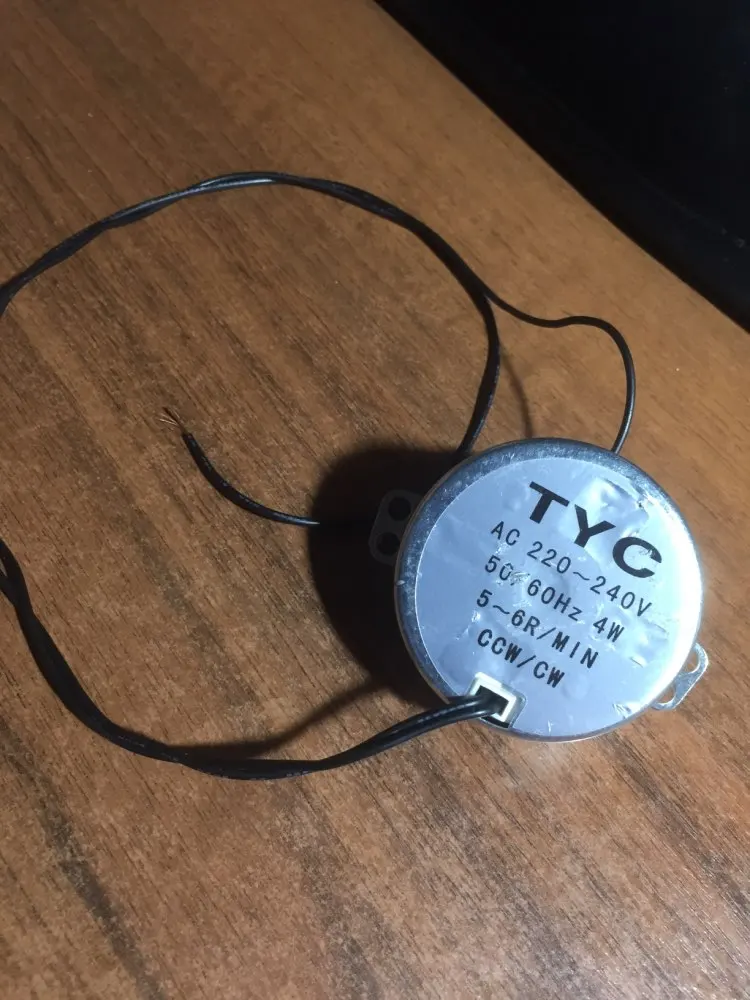 TYC
AC 220~240V
50/60Hz 4W
5~6R/MIN
CCW/CW